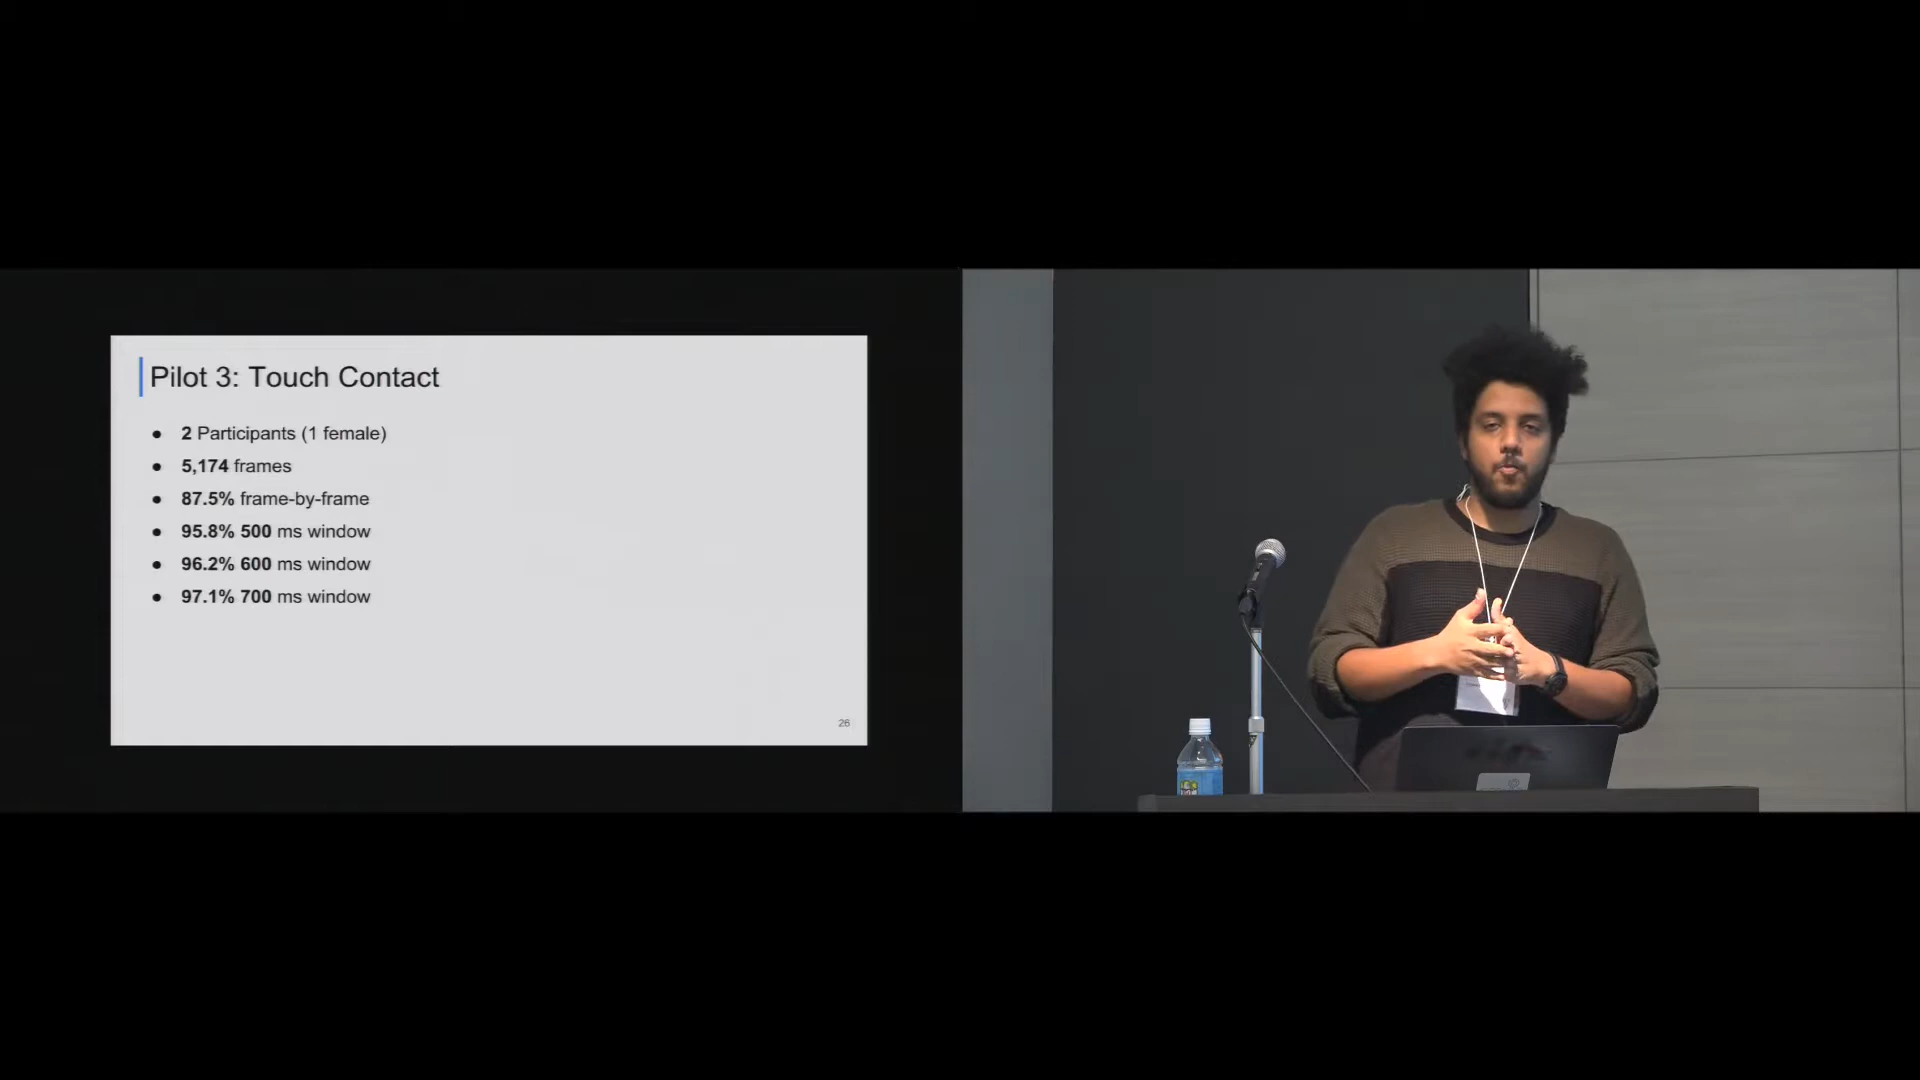 Pilot 3: Touch Contact
● 2 Participants (1 female)
● 5,174 frames
● 87.5% frame-by-frame
● 95.8% 500 ms window
● 96.2% 600 ms window
● 97.1% 700 ms window
26